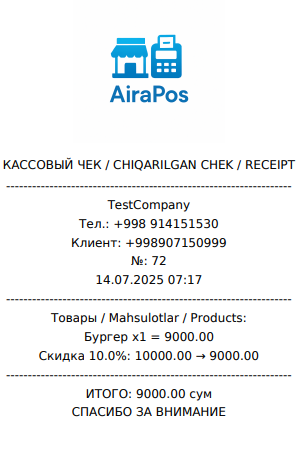 AiraPos
КАССОВЫЙ ЧЕК / CHIQARILGAN CHEK / RECEIPT
TestCompany
Тел.: +998 914151530
Клиент: +998907150999
№: 72
14.07.2025 07:17
Товары / Mahsulotlar / Products:
Бургер x1 = 9000.00
Скидка 10.0%: 10000.00 → 9000.00
ИТОГО: 9000.00 сум
СПАСИБО ЗА ВНИМАНИЕ